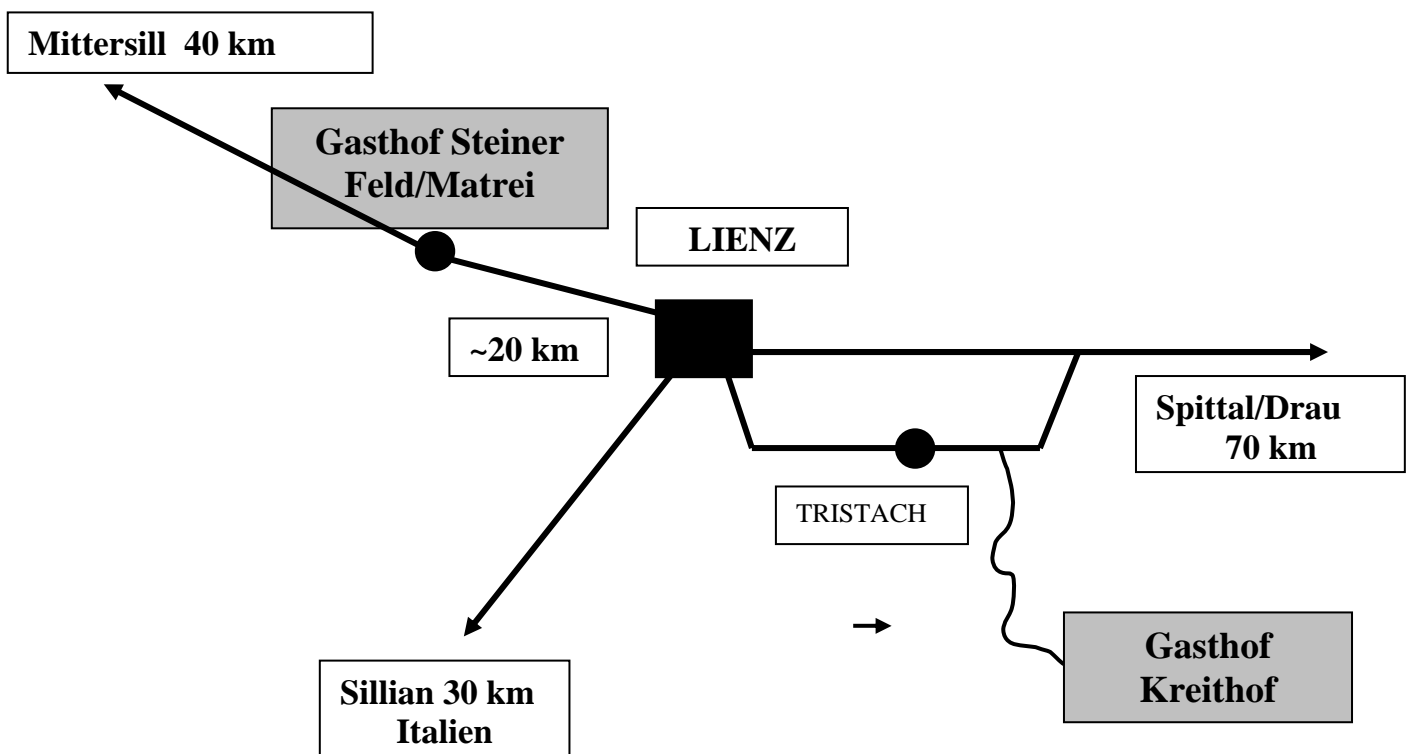 Mittersill 40 km
Gasthof Steiner
Feld/Matrei
LIENZ
~20 km
Spittal/Drau
70 km
TRISTACH
Gasthof
Kreithof
Sillian 30 km
Italien